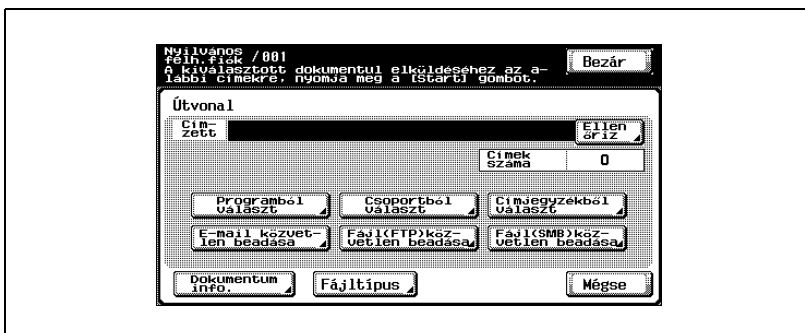 Nyilvános
felh.fiók /001
A kiválasztott dokumentul elküldéséhez az a-
lábbi címekre, nyomja meg a [Start] gombot.
Bezár
Útvonal
Cím-
zett
Ellen
őriz
Címek
száma
0
Programból
választ
Csoportból
választ
Címjegyzékből
választ
E-mail közvet-
len beadása
Fájl(FTP)köz-
vetlen beadása
Fájl(SMB)köz-
vetlen beadása
Dokumentum
info.
Fájltípus
Mégse